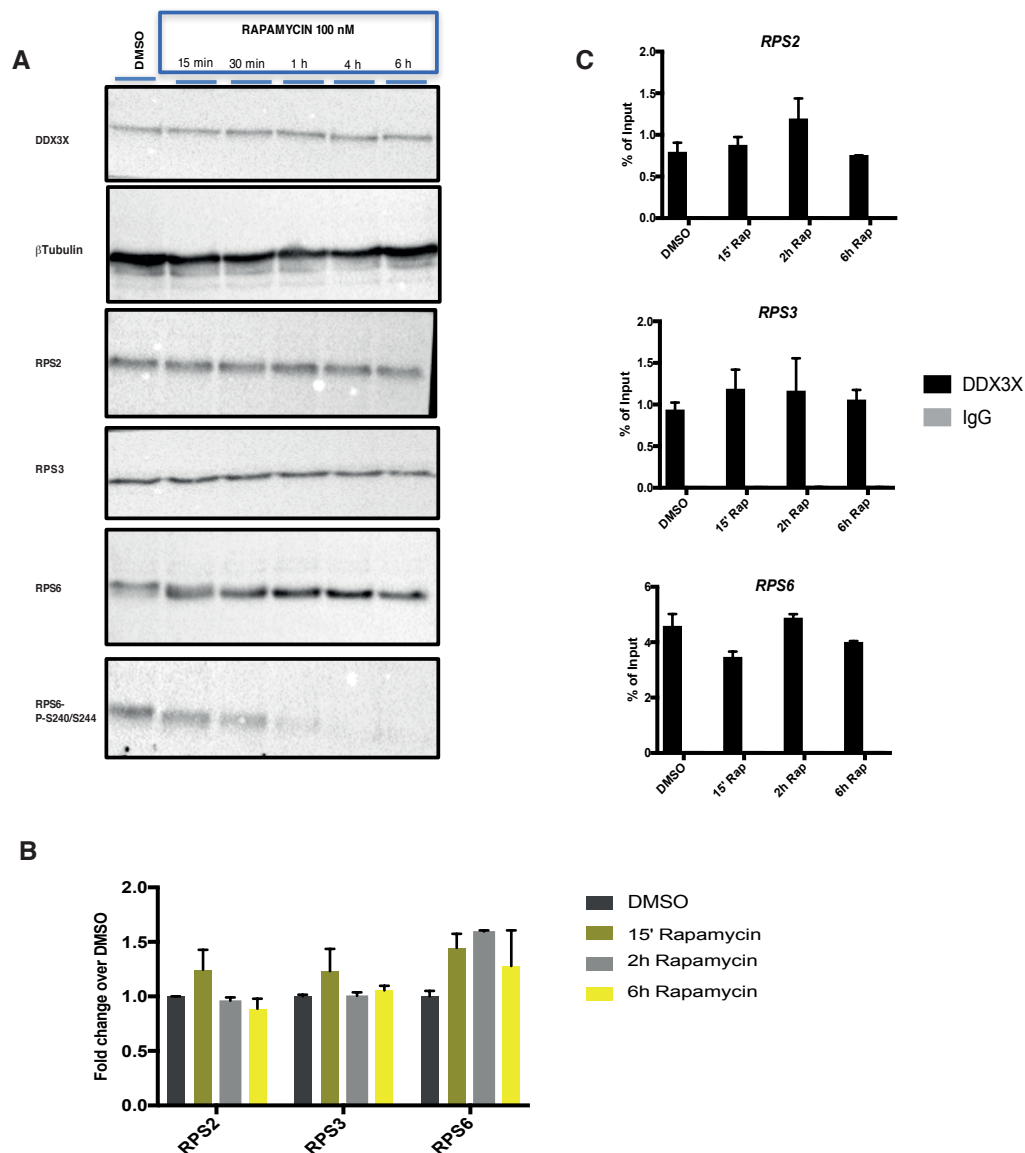 A
DMSO
RAPAMYCIN 100 nM
15 min 30 min 1 h 4 h 6 h
DDX3X
βTubulin
RPS2
RPS3
RPS6
RPS6-
P-S240/S244
C
RPS2
% of Input
2.0
1.5
1.0
0.5
0.0
DMSO 15' Rap 2h Rap 6h Rap
RPS3
% of Input
2.0
1.5
1.0
0.5
0.0
DMSO 15' Rap 2h Rap 6h Rap
DDX3X
IgG
RPS6
% of Input
6
4
2
0
DMSO 15' Rap 2h Rap 6h Rap
B
Fold change over DMSO
2.0
1.5
1.0
0.5
0.0
RPS2 RPS3 RPS6
DMSO
15' Rapamycin
2h Rapamycin
6h Rapamycin